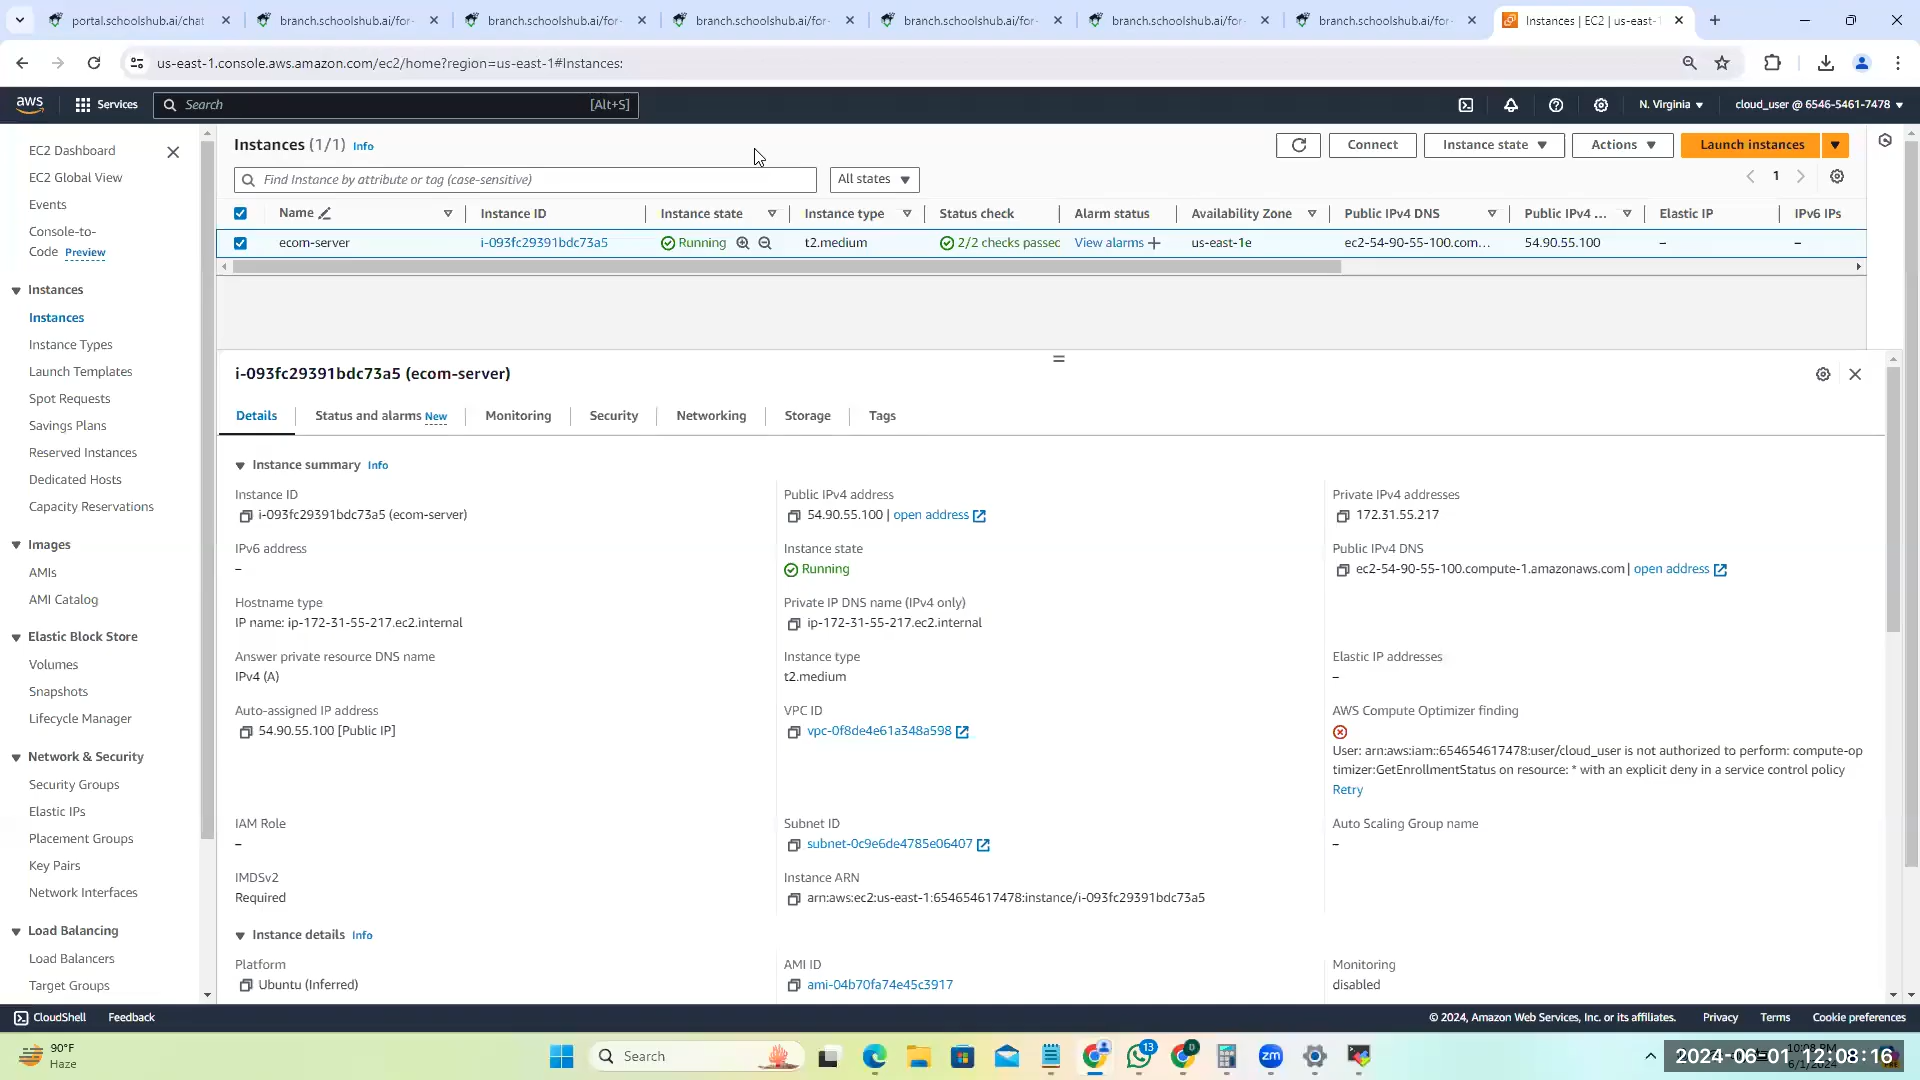 portal.schoolshub.ai/chat
branch.schoolshub.ai/for-
branch.schoolshub.ai/for-
branch.schoolshub.ai/for-
branch.schoolshub.ai/for-
branch.schoolshub.ai/for-
branch.schoolshub.ai/for-
Instances | EC2 | us-east-1
us-east-1.console.aws.amazon.com/ec2/home?region=us-east-1#Instances:
aws
Services
Search
[Alt+S]
N. Virginia
cloud_user @ 6546-5461-7478
EC2 Dashboard
EC2 Global View
Events
Console-to-
Code Preview
Instances
Instances
Instance Types
Launch Templates
Spot Requests
Savings Plans
Reserved Instances
Dedicated Hosts
Capacity Reservations
Images
AMIs
AMI Catalog
Elastic Block Store
Volumes
Snapshots
Lifecycle Manager
Network & Security
Security Groups
Elastic IPs
Placement Groups
Key Pairs
Network Interfaces
Load Balancing
Load Balancers
Target Groups
Instances (1/1) Info
Connect
Instance state
Actions
Launch instances
Find Instance by attribute or tag (case-sensitive)
All states
1
Name
Instance ID
Instance state
Instance type
Status check
Alarm status
Availability Zone
Public IPv4 DNS
Public IPv4 ...
Elastic IP
IPv6 IPs
ecom-server
i-093fc29391bdc73a5
Running
t2.medium
2/2 checks passec
View alarms
us-east-1e
ec2-54-90-55-100.com...
54.90.55.100
–
–
i-093fc29391bdc73a5 (ecom-server)
Details
Status and alarms New
Monitoring
Security
Networking
Storage
Tags
Instance summary Info
Instance ID
i-093fc29391bdc73a5 (ecom-server)
Public IPv4 address
54.90.55.100 | open address
Private IPv4 addresses
172.31.55.217
IPv6 address
–
Instance state
Running
Public IPv4 DNS
ec2-54-90-55-100.compute-1.amazonaws.com | open address
Hostname type
IP name: ip-172-31-55-217.ec2.internal
Private IP DNS name (IPv4 only)
ip-172-31-55-217.ec2.internal
Answer private resource DNS name
IPv4 (A)
Instance type
t2.medium
Elastic IP addresses
–
Auto-assigned IP address
54.90.55.100 [Public IP]
VPC ID
vpc-0f8de4e61a348a598
AWS Compute Optimizer finding
User: arn:aws:iam::654654617478:user/cloud_user is not authorized to perform: compute-op
timizer:GetEnrollmentStatus on resource: * with an explicit deny in a service control policy
Retry
IAM Role
–
Subnet ID
subnet-0c9e6de4785e06407
Auto Scaling Group name
–
IMDSv2
Required
Instance ARN
arn:aws:ec2:us-east-1:654654617478:instance/i-093fc29391bdc73a5
Instance details Info
Platform
Ubuntu (Inferred)
AMI ID
ami-04b70fa74e45c3917
Monitoring
disabled
CloudShell
Feedback
© 2024, Amazon Web Services, Inc. or its affiliates.
Privacy
Terms
Cookie preferences
90°F
Haze
Search
13
0
zm
10:08 PM
6/1/2024
2024-06-01 12:08:16